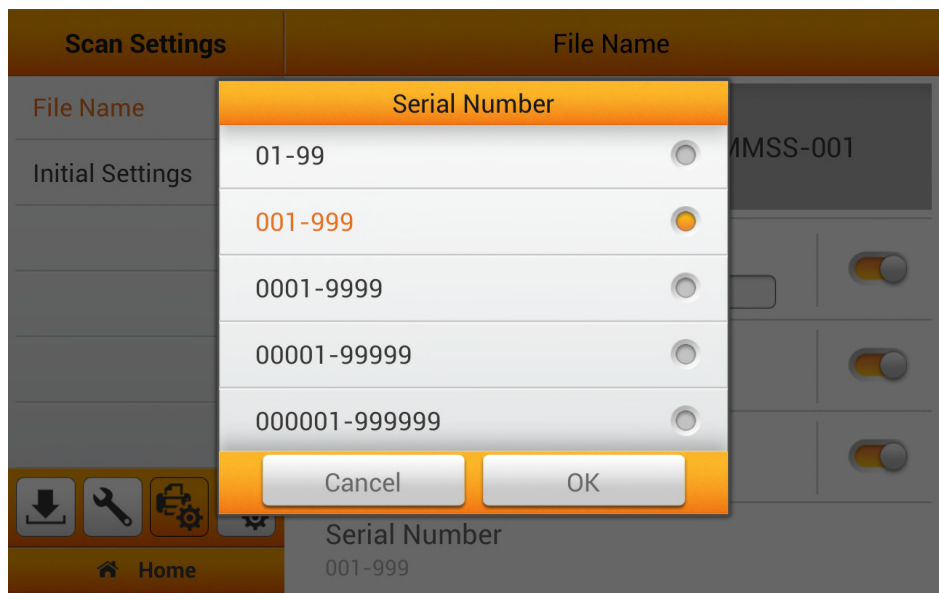 Scan Settings
File Name
File Name
Initial Settings
MMSS-001
Serial Number
01-99
001-999
0001-9999
00001-99999
000001-999999
Cancel
OK
Serial Number
001-999
Home